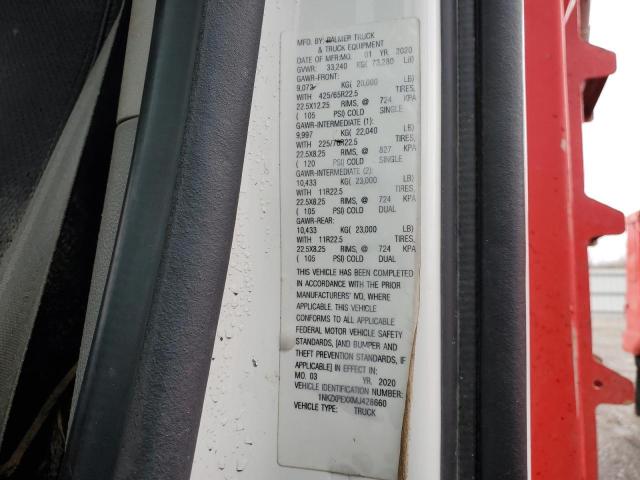 MFG. BY: PALMER TRUCK
& TRUCK EQUIPMENT
DATE OF MFR:MO. 01 YR. 2020
GVWR: 33,240 KG( 73,280 LB)
GAWR-FRONT:
9,072 KG( 20,000 LB)
WITH 425/65R22.5 TIRES,
22.5X12.25 RIMS, @ 724 KPA
( 105 PSI) COLD SINGLE
GAWR-INTERMEDIATE (1):
9,997 KG( 22,040 LB)
WITH 225/70R22.5 TIRES,
22.5X8.25 RIMS, @ 827 KPA
( 120 PSI) COLD SINGLE
GAWR-INTERMEDIATE (2):
10,433 KG( 23,000 LB)
WITH 11R22.5 TIRES,
22.5X8.25 RIMS, @ 724 KPA
( 105 PSI) COLD DUAL
GAWR-REAR:
10,433 KG( 23,000 LB)
WITH 11R22.5 TIRES,
22.5X8.25 RIMS, @ 724 KPA
( 105 PSI) COLD DUAL
THIS VEHICLE HAS BEEN COMPLETED
IN ACCORDANCE WITH THE PRIOR
MANUFACTURERS' IVD, WHERE
APPLICABLE. THIS VEHICLE
CONFORMS TO ALL APPLICABLE
FEDERAL MOTOR VEHICLE SAFETY
STANDARDS, [AND BUMPER AND
THEFT PREVENTION STANDARDS, IF
APPLICABLE] IN EFFECT IN:
MO. 03 YR. 2020
VEHICLE IDENTIFICATION NUMBER:
1NKZXPEXXMJ428660
VEHICLE TYPE: TRUCK